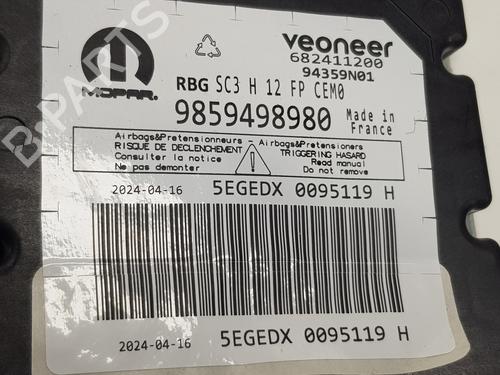 veoneer
682411200
94359N01
MOPAR.
RBG SC3 H 12 FP CEM0
9859498980
Made in
France
Airbags&Pretensionneurs - Airbags&Pretensioners
RISQUE DE DECLENCHEMENT
Consulter la notice
Ne pas demonter
TRIGGERING HASARD
Read manual
Do not remove
2024-04-16
5EGEDX 0095119 H
2024-04-16
5EGEDX 0095119 H
B-PARTS